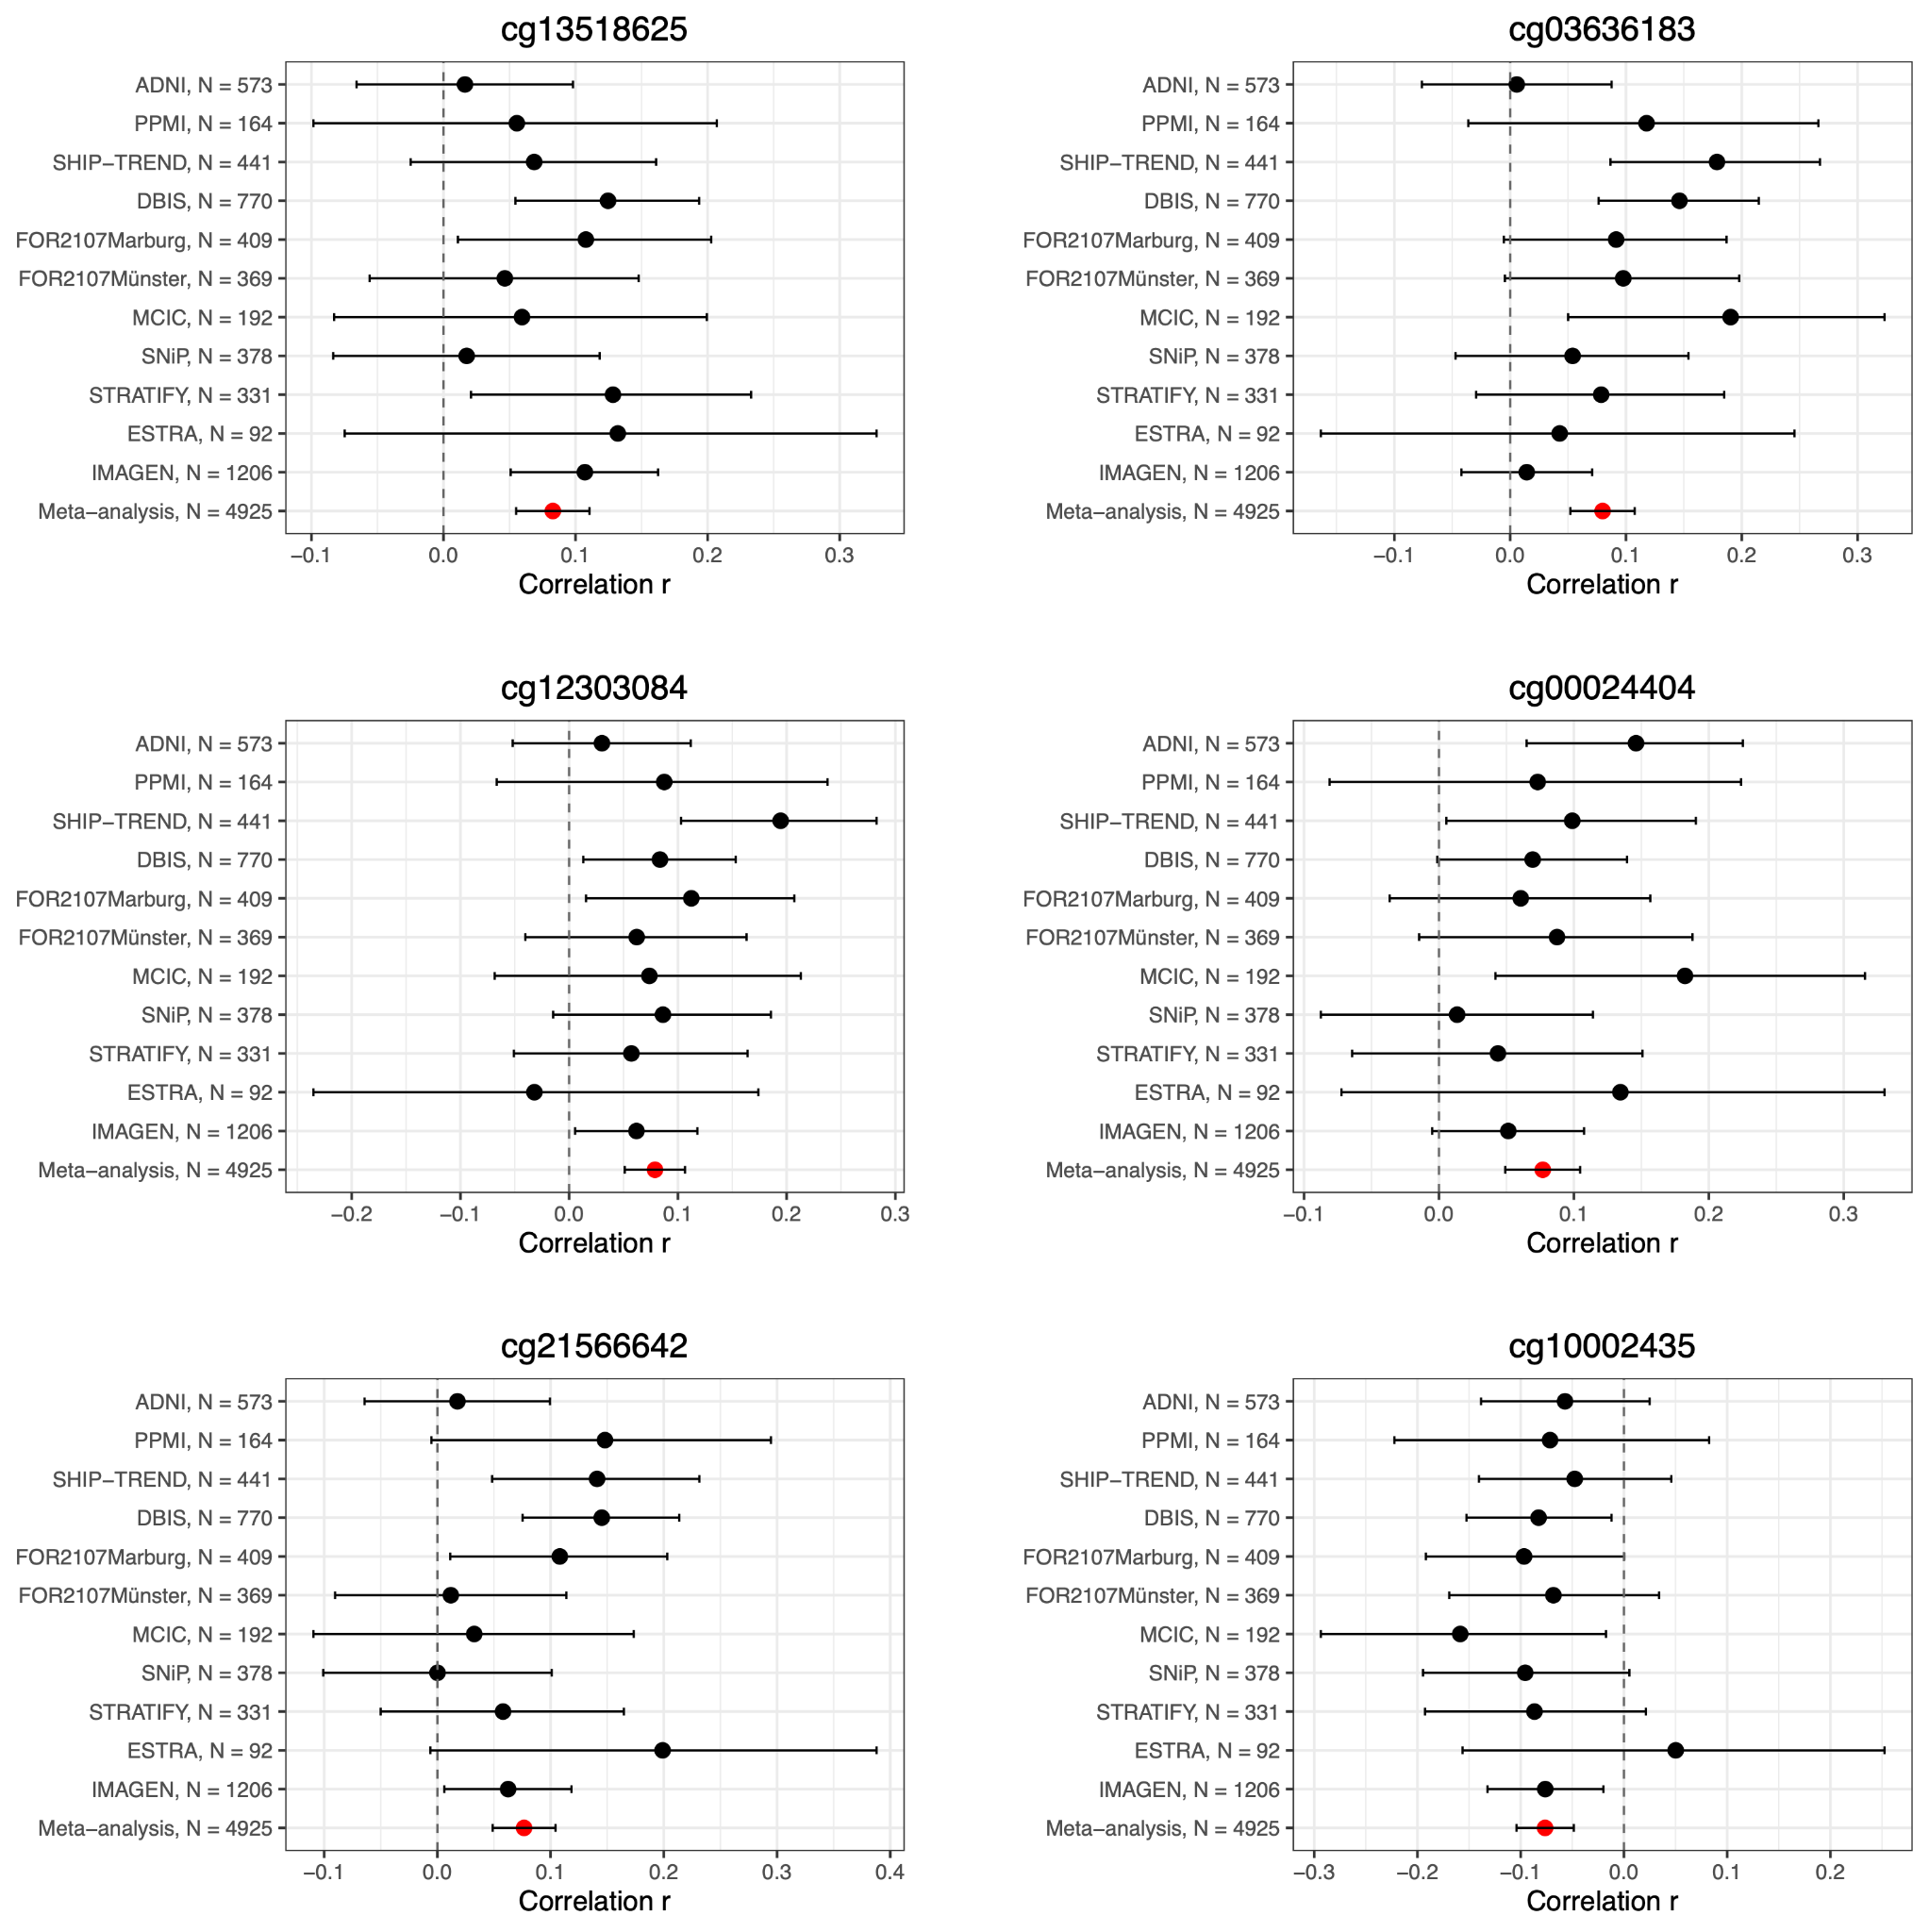 cg13518625
ADNI, N = 573
PPMI, N = 164
SHIP−TREND, N = 441
DBIS, N = 770
FOR2107Marburg, N = 409
FOR2107Münster, N = 369
MCIC, N = 192
SNiP, N = 378
STRATIFY, N = 331
ESTRA, N = 92
IMAGEN, N = 1206
Meta−analysis, N = 4925
−0.1 0.0 0.1 0.2 0.3
Correlation r
cg03636183
ADNI, N = 573
PPMI, N = 164
SHIP−TREND, N = 441
DBIS, N = 770
FOR2107Marburg, N = 409
FOR2107Münster, N = 369
MCIC, N = 192
SNiP, N = 378
STRATIFY, N = 331
ESTRA, N = 92
IMAGEN, N = 1206
Meta−analysis, N = 4925
−0.1 0.0 0.1 0.2 0.3
Correlation r
cg12303084
ADNI, N = 573
PPMI, N = 164
SHIP−TREND, N = 441
DBIS, N = 770
FOR2107Marburg, N = 409
FOR2107Münster, N = 369
MCIC, N = 192
SNiP, N = 378
STRATIFY, N = 331
ESTRA, N = 92
IMAGEN, N = 1206
Meta−analysis, N = 4925
−0.2 −0.1 0.0 0.1 0.2 0.3
Correlation r
cg00024404
ADNI, N = 573
PPMI, N = 164
SHIP−TREND, N = 441
DBIS, N = 770
FOR2107Marburg, N = 409
FOR2107Münster, N = 369
MCIC, N = 192
SNiP, N = 378
STRATIFY, N = 331
ESTRA, N = 92
IMAGEN, N = 1206
Meta−analysis, N = 4925
−0.1 0.0 0.1 0.2 0.3
Correlation r
cg21566642
ADNI, N = 573
PPMI, N = 164
SHIP−TREND, N = 441
DBIS, N = 770
FOR2107Marburg, N = 409
FOR2107Münster, N = 369
MCIC, N = 192
SNiP, N = 378
STRATIFY, N = 331
ESTRA, N = 92
IMAGEN, N = 1206
Meta−analysis, N = 4925
−0.1 0.0 0.1 0.2 0.3 0.4
Correlation r
cg10002435
ADNI, N = 573
PPMI, N = 164
SHIP−TREND, N = 441
DBIS, N = 770
FOR2107Marburg, N = 409
FOR2107Münster, N = 369
MCIC, N = 192
SNiP, N = 378
STRATIFY, N = 331
ESTRA, N = 92
IMAGEN, N = 1206
Meta−analysis, N = 4925
−0.3 −0.2 −0.1 0.0 0.1 0.2
Correlation r